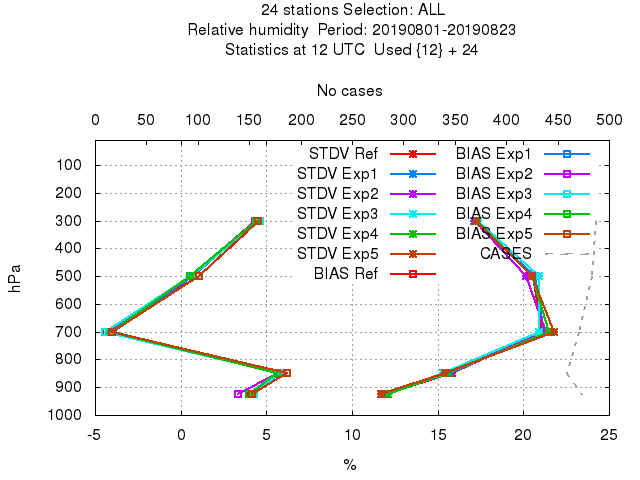 24 stations Selection: ALL
Relative humidity  Period: 20190801-20190823
Statistics at 12 UTC  Used {12} + 24
No cases
0 50 100 150 200 250 300 350 400 450 500
STDV Ref BIAS Exp1
STDV Exp1 BIAS Exp2
STDV Exp2 BIAS Exp3
STDV Exp3 BIAS Exp4
STDV Exp4 BIAS Exp5
STDV Exp5 CASES
BIAS Ref
hPa
100
200
300
400
500
600
700
800
900
1000
-5 0 5 10 15 20 25
%